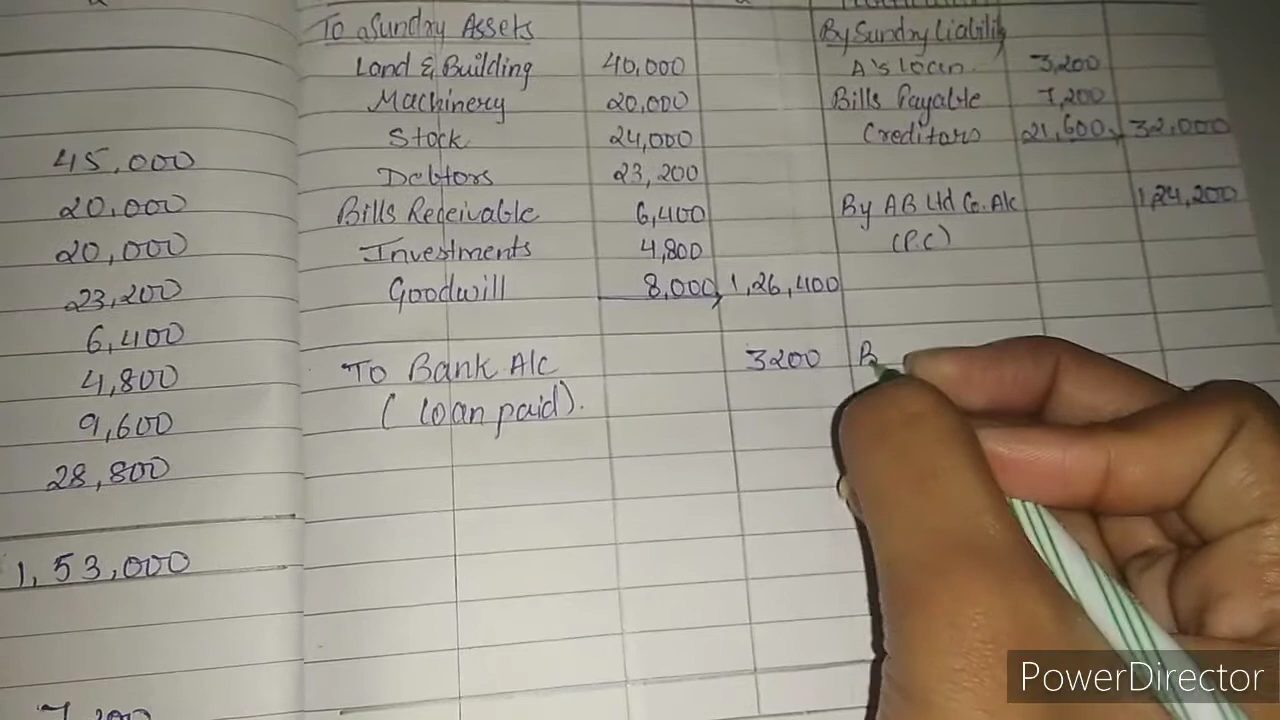 45,000
20,000
20,000
23,200
6,400
4,800
9,600
28,800
1,53,000
To Sundry Assets
Land & Building 40,000
Machinery 20,000
Stock 24,000
Debtors 23,200
Bills Receivable 6,400
Investments 4,800
Goodwill 8,000 1,26,400
To Bank A/c 3200
(loan paid).
By Sundry Liability
A's loan 3,200
Bills Payable 7,200
Creditors 21,600 32,000
By AB Ltd Co. A/c 1,24,200
(P.C)
B
PowerDirector